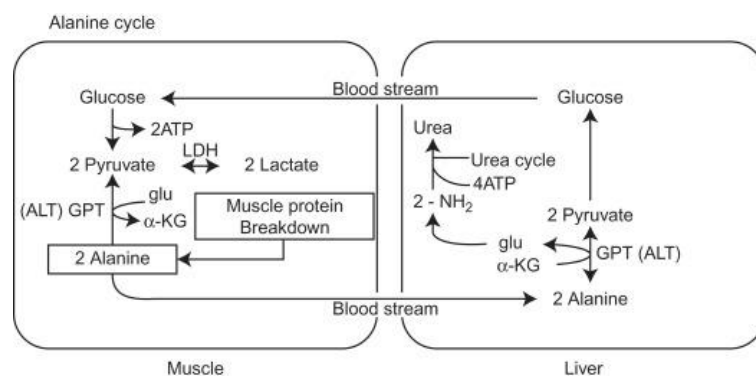 Alanine cycle
Blood stream
Glucose
2ATP
LDH
2 Pyruvate
2 Lactate
glu
(ALT) GPT
α-KG
Muscle protein
Breakdown
2 Alanine
Glucose
Urea
Urea cycle
4ATP
2 - NH2
2 Pyruvate
glu
GPT (ALT)
α-KG
2 Alanine
Blood stream
Muscle
Liver